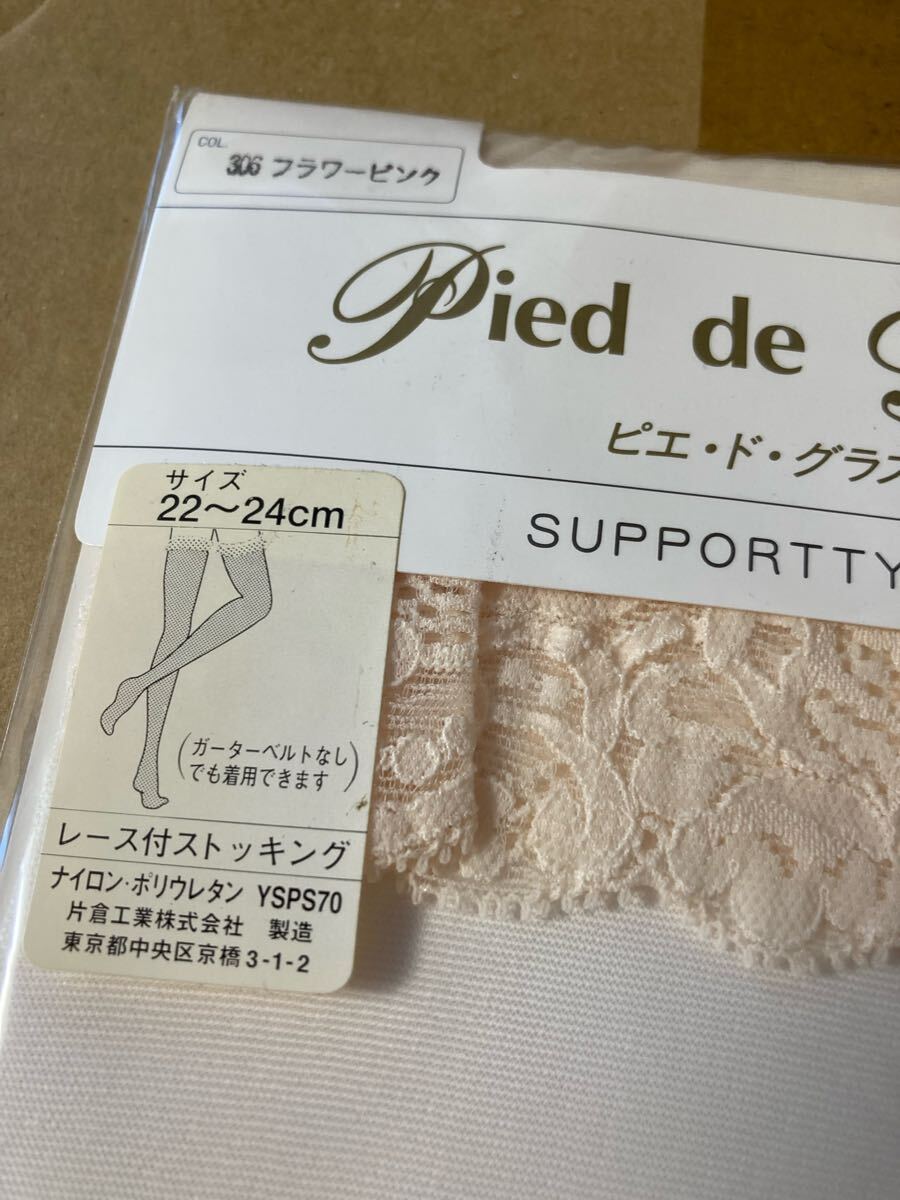 COL.
306 フラワーピンク
Pied de
ピエ・ド・グラス
SUPPORTTY
サイズ
22〜24cm
(ガーターベルトなし
でも着用できます)
レース付ストッキング
ナイロン・ポリウレタン YSPS70
片倉工業株式会社 製造
東京都中央区京橋3-1-2